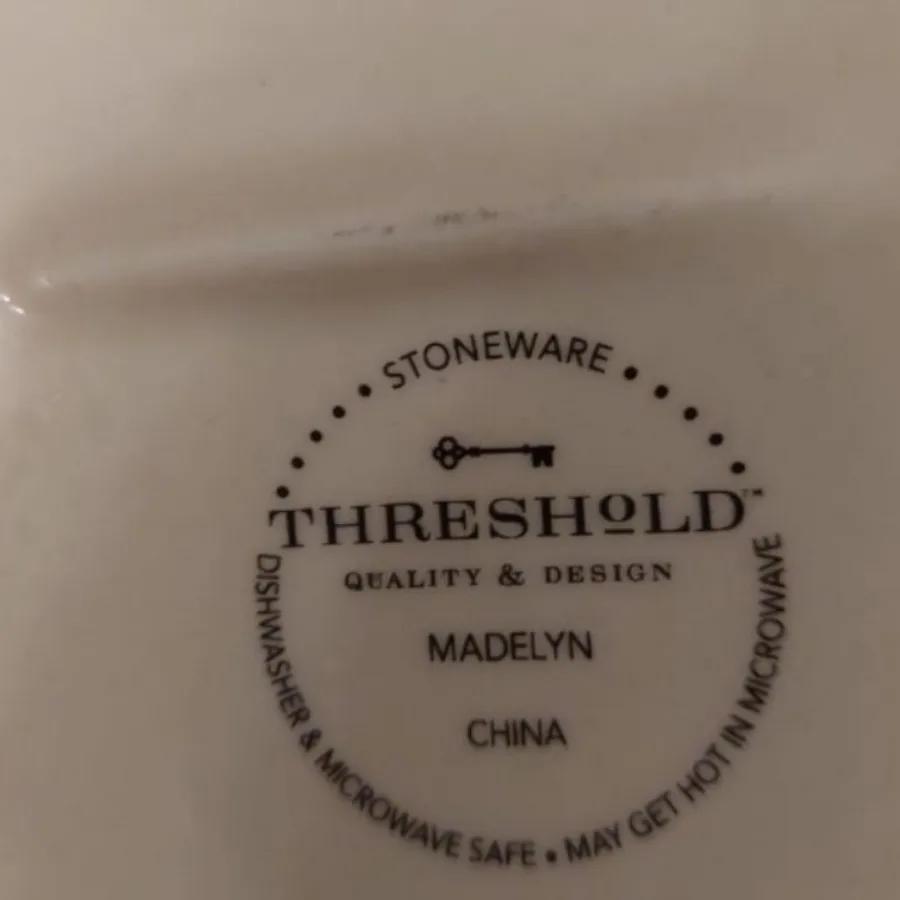 STONEWARE
THRESHoLD™
QUALITY & DESIGN
MADELYN
CHINA
DISHWASHER & MICROWAVE SAFE • MAY GET HOT IN MICROWAVE